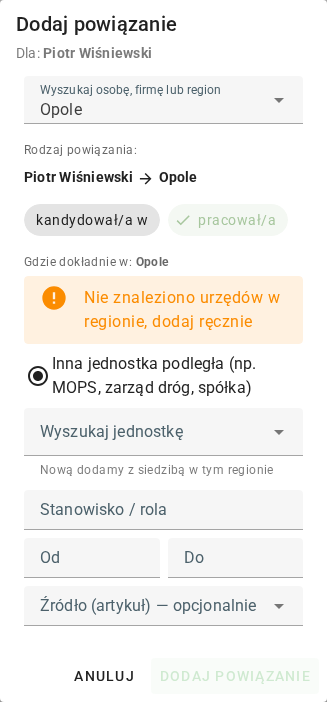 Dodaj powiązanie
Dla: Piotr Wiśniewski
Wyszukaj osobę, firmę lub region
Opole
Rodzaj powiązania:
Piotr Wiśniewski → Opole
kandydował/a w
pracował/a
Gdzie dokładnie w: Opole
Nie znaleziono urzędów w
regionie, dodaj ręcznie
Inna jednostka podległa (np.
MOPS, zarząd dróg, spółka)
Wyszukaj jednostkę
Nową dodamy z siedzibą w tym regionie
Stanowisko / rola
Od
Do
Źródło (artykuł) — opcjonalnie
ANULUJ
DODAJ POWIĄZANIE